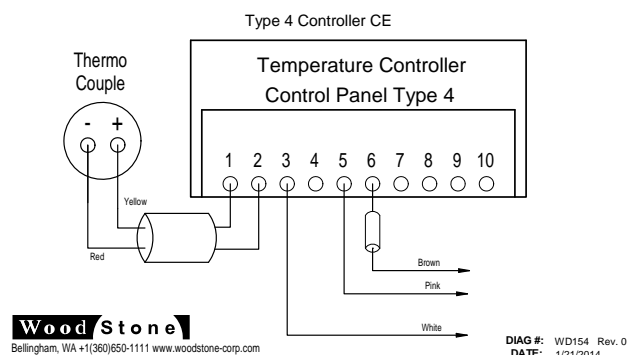 Type 4 Controller CE
Thermo
Couple
- +
Temperature Controller
Control Panel Type 4
1 2 3 4 5 6 7 8 9 10
Yellow
Red
Brown
Pink
White
Wood Stone
Bellingham, WA +1(360)650-1111 www.woodstone-corp.com
DIAG #: WD154 Rev. 0
DATE: 1/21/2014